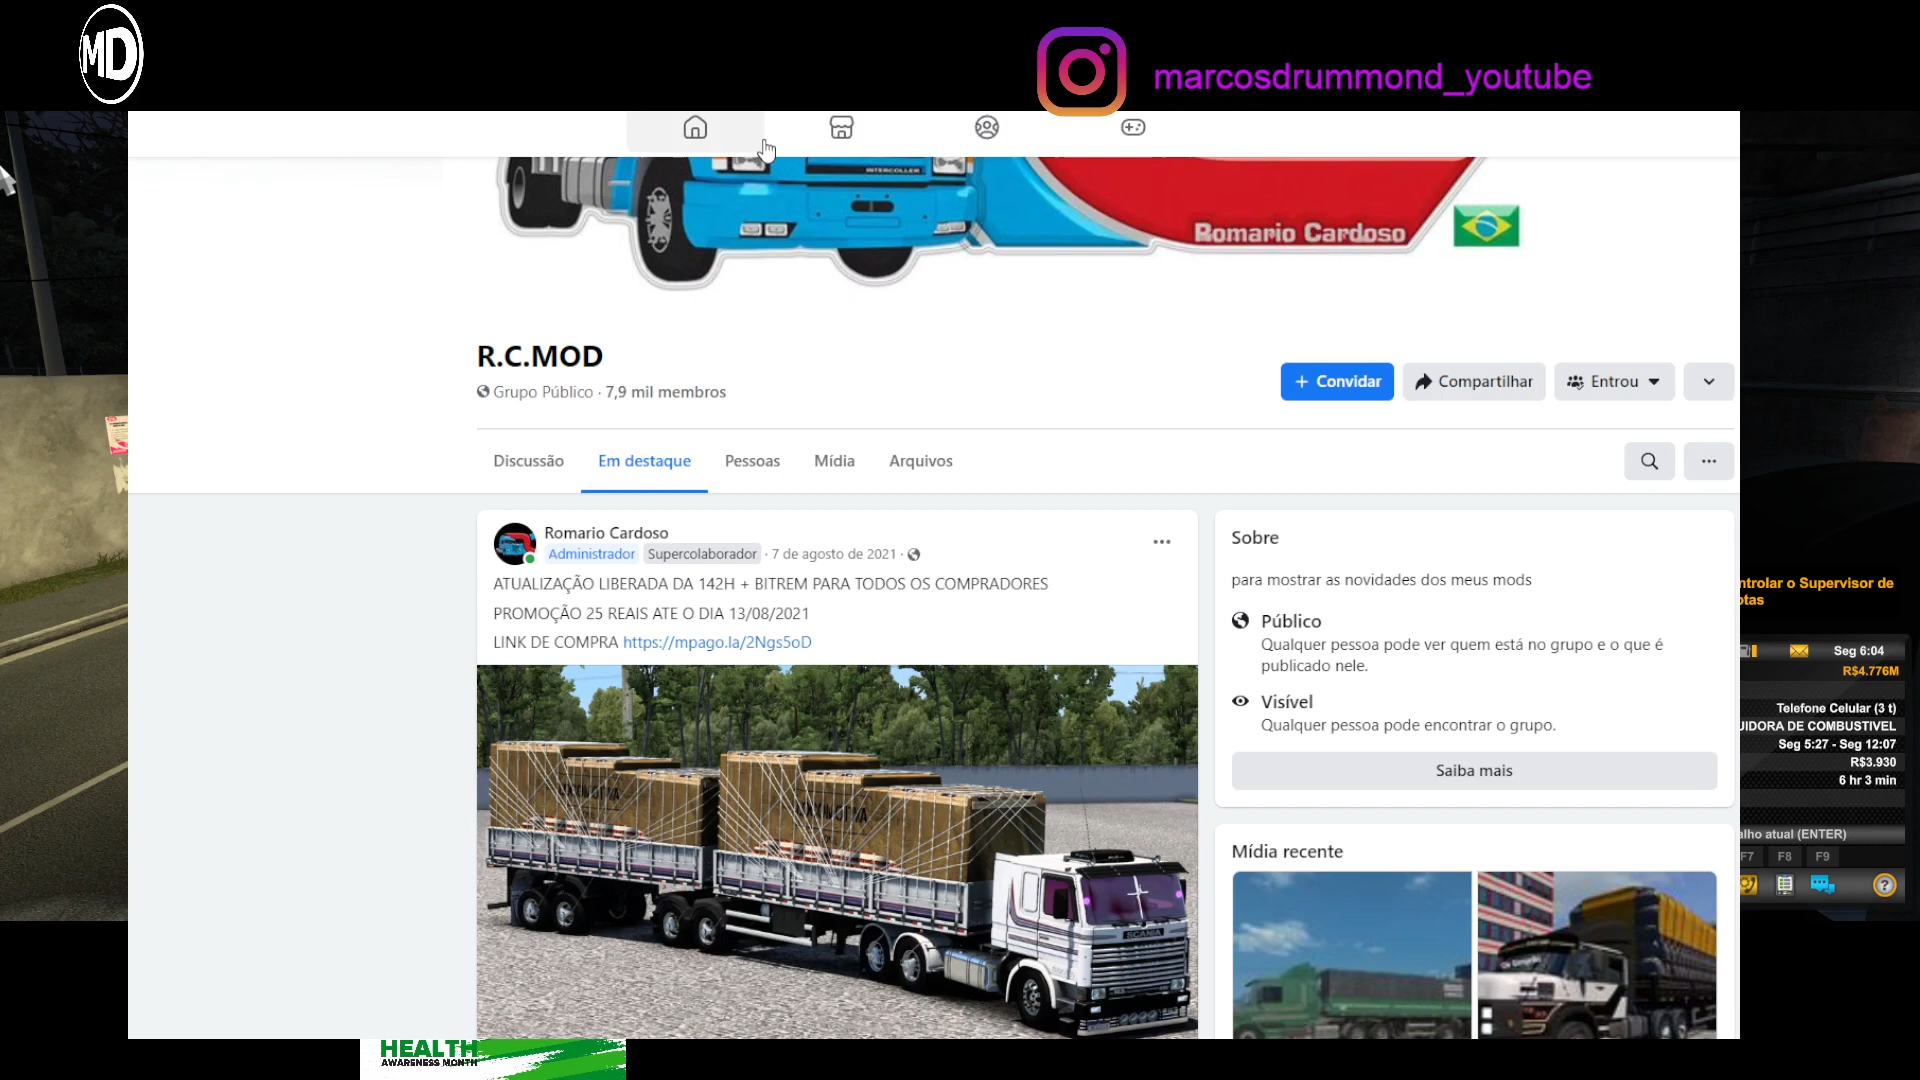 MD
marcosdrummond_youtube
INTERCOLLER
Romario Cardoso
R.C.MOD
Grupo Público · 7,9 mil membros
+ Convidar
Compartilhar
Entrou
Discussão
Em destaque
Pessoas
Mídia
Arquivos
Romario Cardoso
Administrador Supercolaborador · 7 de agosto de 2021 ·
ATUALIZAÇÃO LIBERADA DA 142H + BITREM PARA TODOS OS COMPRADORES
PROMOÇÃO 25 REAIS ATE O DIA 13/08/2021
LINK DE COMPRA https://mpago.la/2Ngs5oD
SCANIA
Sobre
para mostrar as novidades dos meus mods
Público
Qualquer pessoa pode ver quem está no grupo e o que é
publicado nele.
Visível
Qualquer pessoa pode encontrar o grupo.
Saiba mais
Mídia recente
ntrolar o Supervisor de
otas
Seg 6:04
R$4.776M
Telefone Celular (3 t)
UIDORA DE COMBUSTIVEL
Seg 5:27 - Seg 12:07
R$3.930
6 hr 3 min
alho atual (ENTER)
F7 F8 F9
HEALTH
AWARENESS MONTH